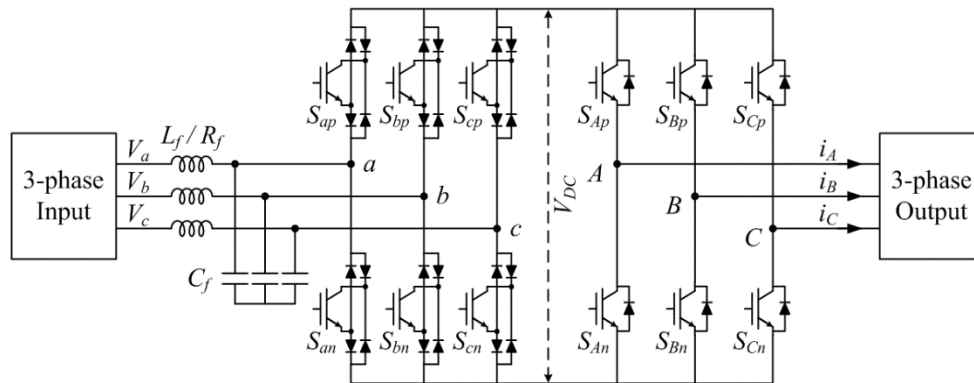 S_ap
S_bp
S_cp
S_Ap
S_Bp
S_Cp
L_f / R_f
3-phase
Input
V_a
V_b
V_c
a
b
c
V_DC
A
B
C
i_A
i_B
i_C
3-phase
Output
C_f
S_an
S_bn
S_cn
S_An
S_Bn
S_Cn